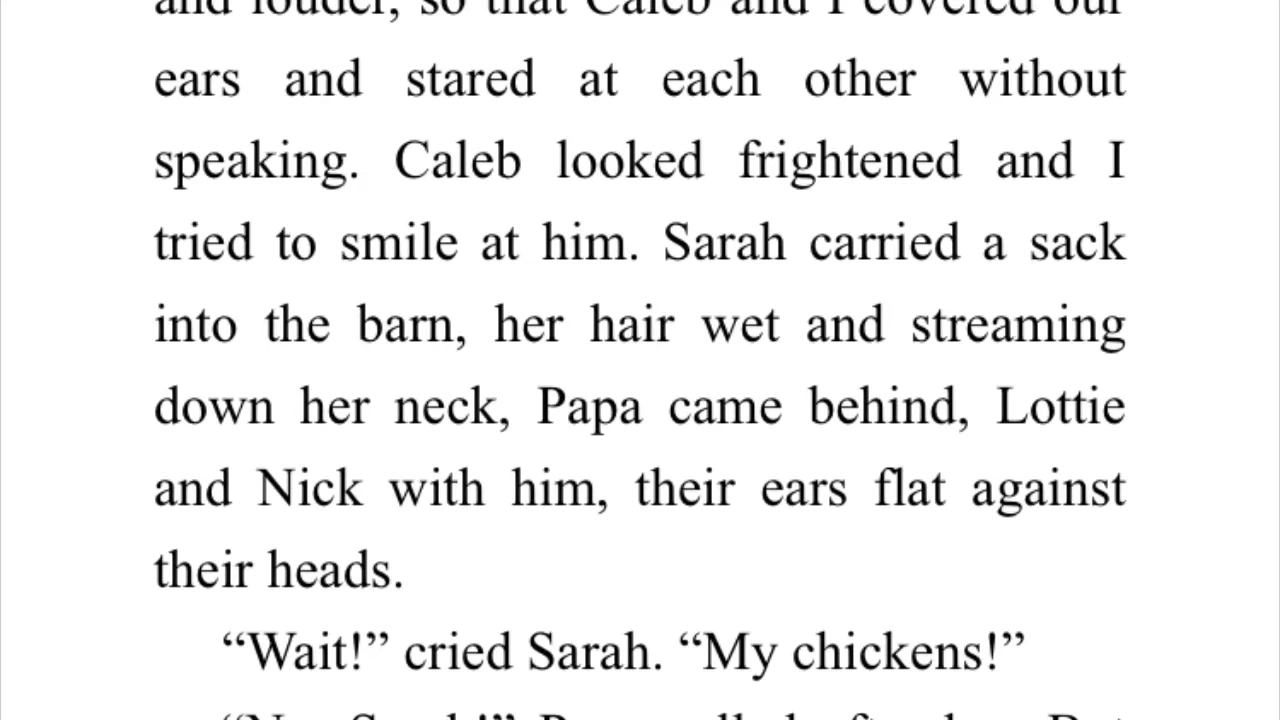 and louder, so that Caleb and I covered our
ears and stared at each other without
speaking. Caleb looked frightened and I
tried to smile at him. Sarah carried a sack
into the barn, her hair wet and streaming
down her neck, Papa came behind, Lottie
and Nick with him, their ears flat against
their heads.
“Wait!” cried Sarah. “My chickens!”